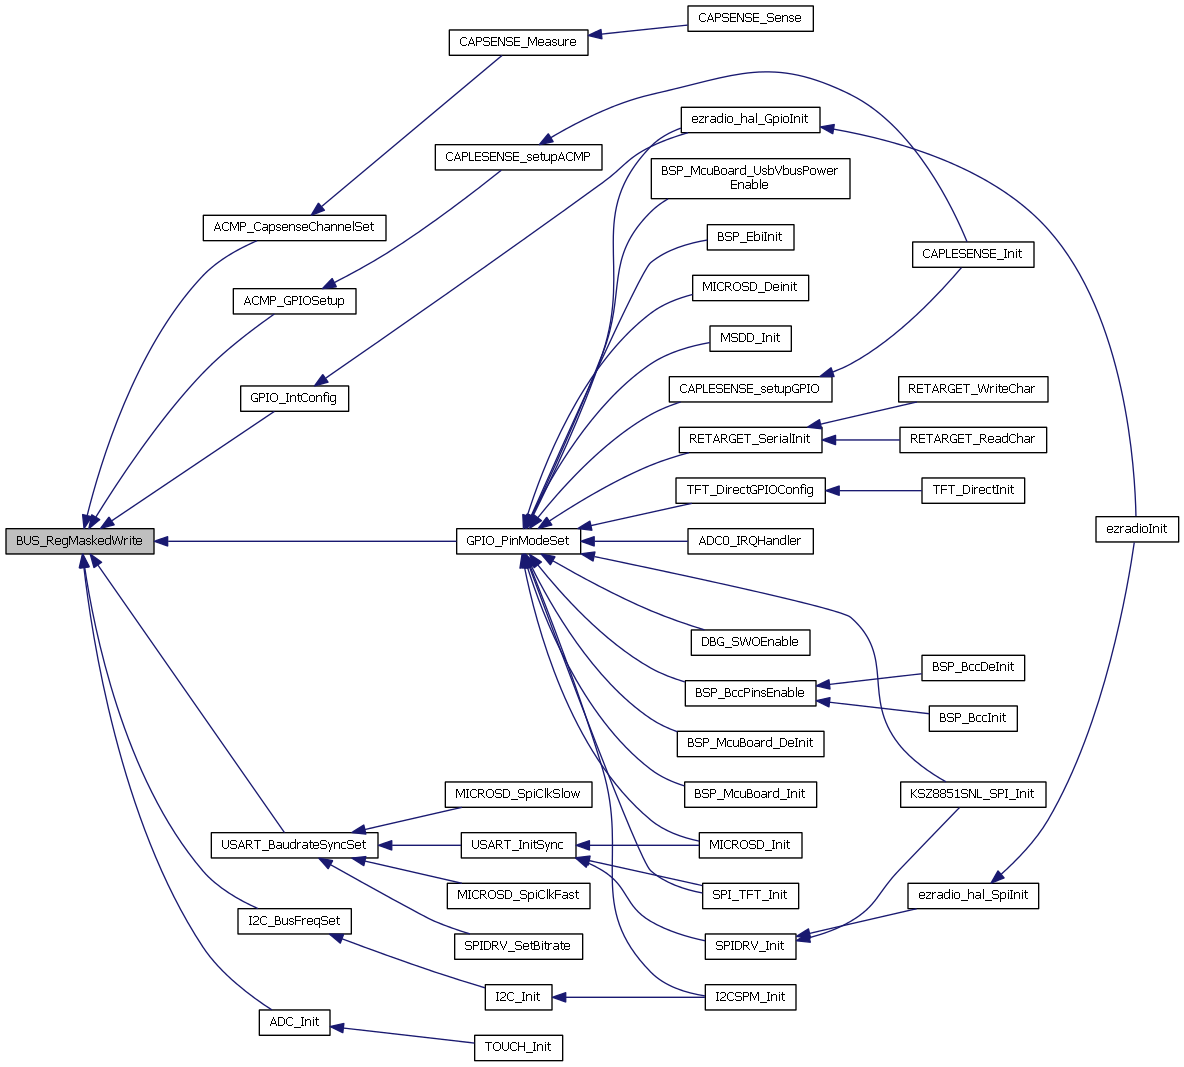 CAPSENSE_Sense
CAPSENSE_Measure
ezradio_hal_GpioInit
CAPLESENSE_setupACMP
BSP_McuBoard_UsbVbusPower
Enable
ACMP_CapsenseChannelSet
BSP_EbiInit
CAPLESENSE_Init
MICROSD_Deinit
ACMP_GPIOSetup
MSDD_Init
CAPLESENSE_setupGPIO
RETARGET_WriteChar
GPIO_IntConfig
RETARGET_SerialInit
RETARGET_ReadChar
TFT_DirectGPIOConfig
TFT_DirectInit
ezradioInit
BUS_RegMaskedWrite
GPIO_PinModeSet
ADC0_IRQHandler
DBG_SWOEnable
BSP_BccDeInit
BSP_BccPinsEnable
BSP_BccInit
BSP_McuBoard_DeInit
MICROSD_SpiClkSlow
BSP_McuBoard_Init
KSZ8851SNL_SPI_Init
USART_BaudrateSyncSet
USART_InitSync
MICROSD_Init
MICROSD_SpiClkFast
SPI_TFT_Init
ezradio_hal_SpiInit
I2C_BusFreqSet
SPIDRV_SetBitrate
SPIDRV_Init
I2C_Init
I2CSPM_Init
ADC_Init
TOUCH_Init